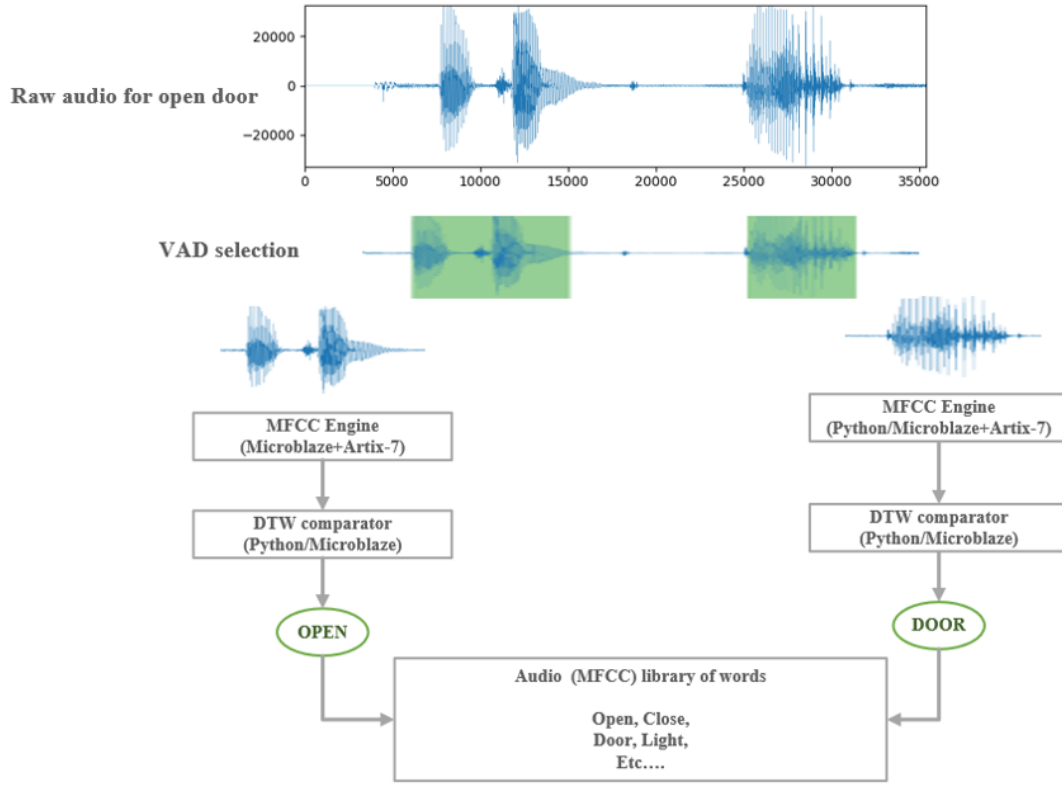 Raw audio for open door
20000
0
−20000
0
5000
10000
15000
20000
25000
30000
35000
VAD selection
MFCC Engine
(Microblaze+Artix-7)
MFCC Engine
(Python/Microblaze+Artix-7)
DTW comparator
(Python/Microblaze)
DTW comparator
(Python/Microblaze)
OPEN
DOOR
Audio (MFCC) library of words
Open, Close,
Door, Light,
Etc….